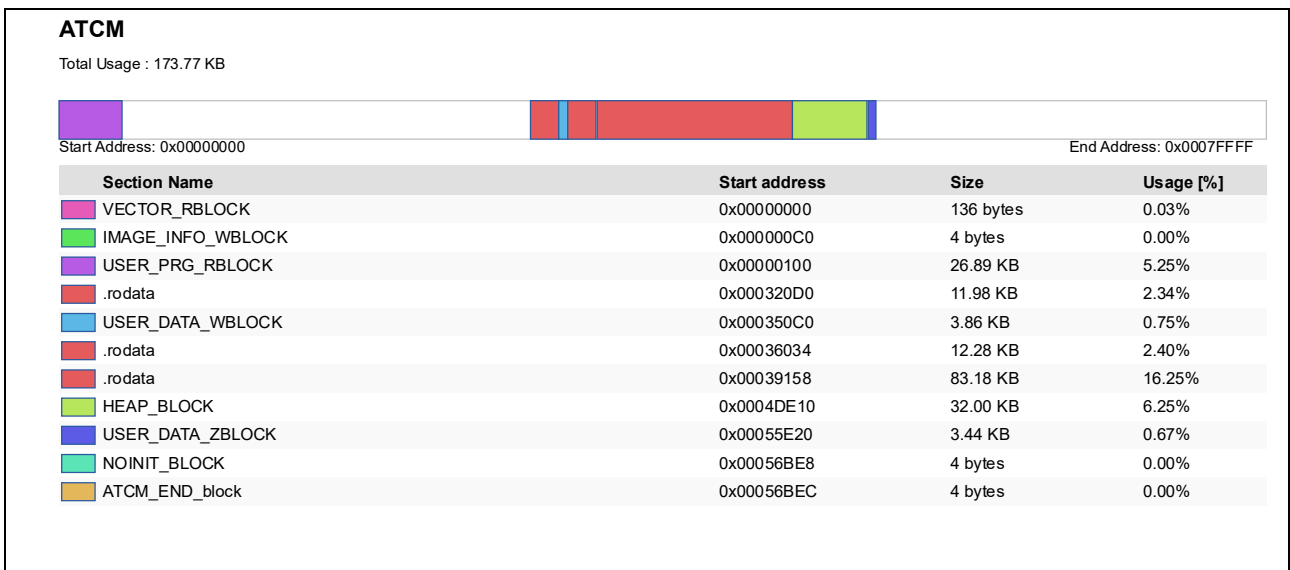 ATCM
Total Usage : 173.77 KB
Start Address: 0x00000000 End Address: 0x0007FFFF
Section Name Start address Size Usage [%]
VECTOR_RBLOCK 0x00000000 136 bytes 0.03%
IMAGE_INFO_WBLOCK 0x000000C0 4 bytes 0.00%
USER_PRG_RBLOCK 0x00000100 26.89 KB 5.25%
.rodata 0x000320D0 11.98 KB 2.34%
USER_DATA_WBLOCK 0x000350C0 3.86 KB 0.75%
.rodata 0x00036034 12.28 KB 2.40%
.rodata 0x00039158 83.18 KB 16.25%
HEAP_BLOCK 0x0004DE10 32.00 KB 6.25%
USER_DATA_ZBLOCK 0x00055E20 3.44 KB 0.67%
NOINIT_BLOCK 0x00056BE8 4 bytes 0.00%
ATCM_END_block 0x00056BEC 4 bytes 0.00%